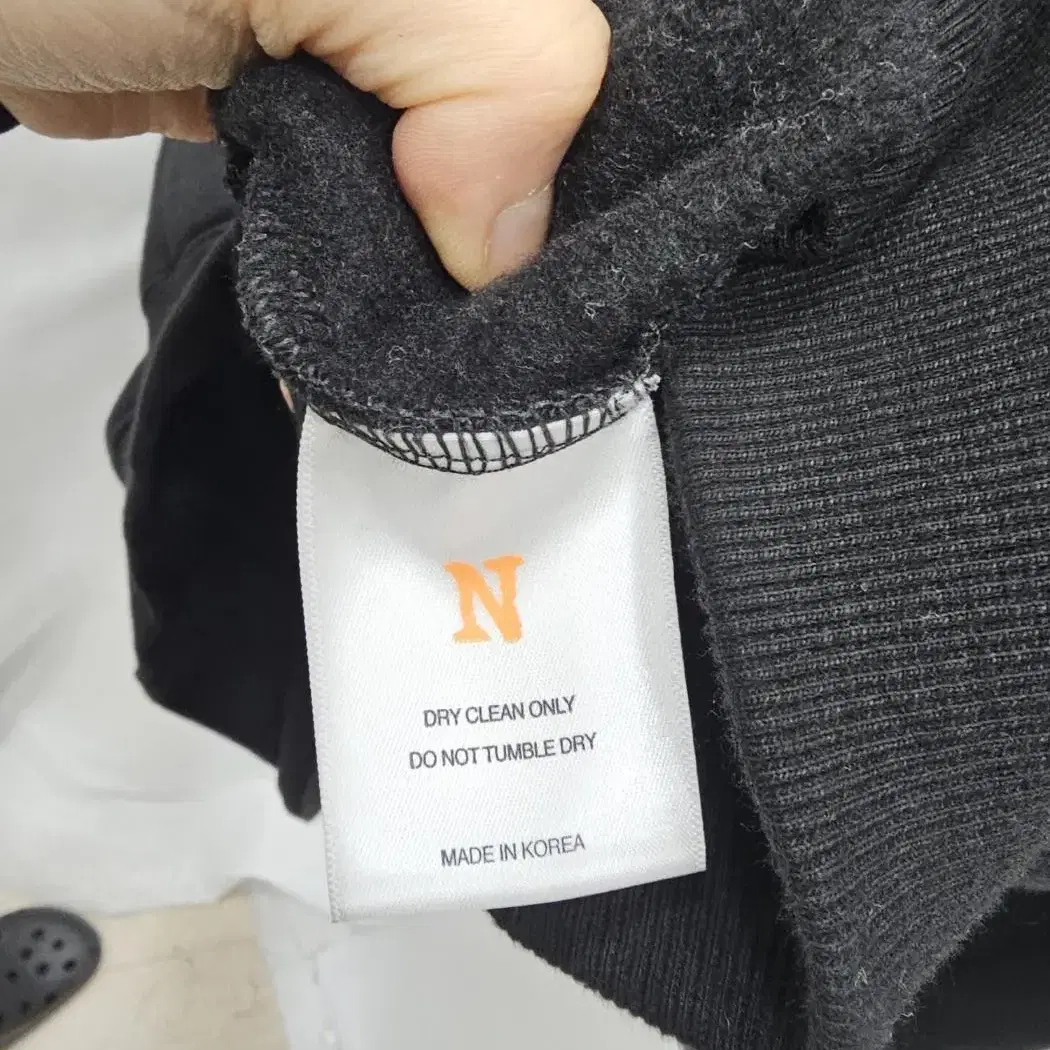 N
DRY CLEAN ONLY
DO NOT TUMBLE DRY
MADE IN KOREA